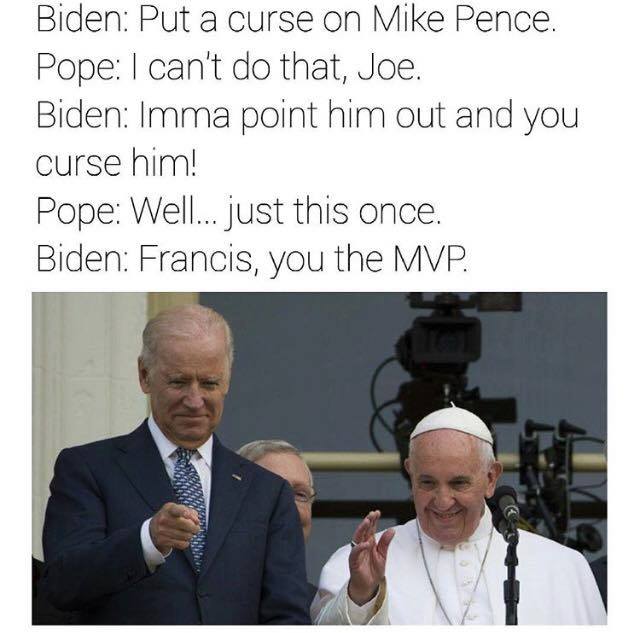 Biden: Put a curse on Mike Pence.
Pope: I can't do that, Joe.
Biden: Imma point him out and you
curse him!
Pope: Well... just this once.
Biden: Francis, you the MVP.